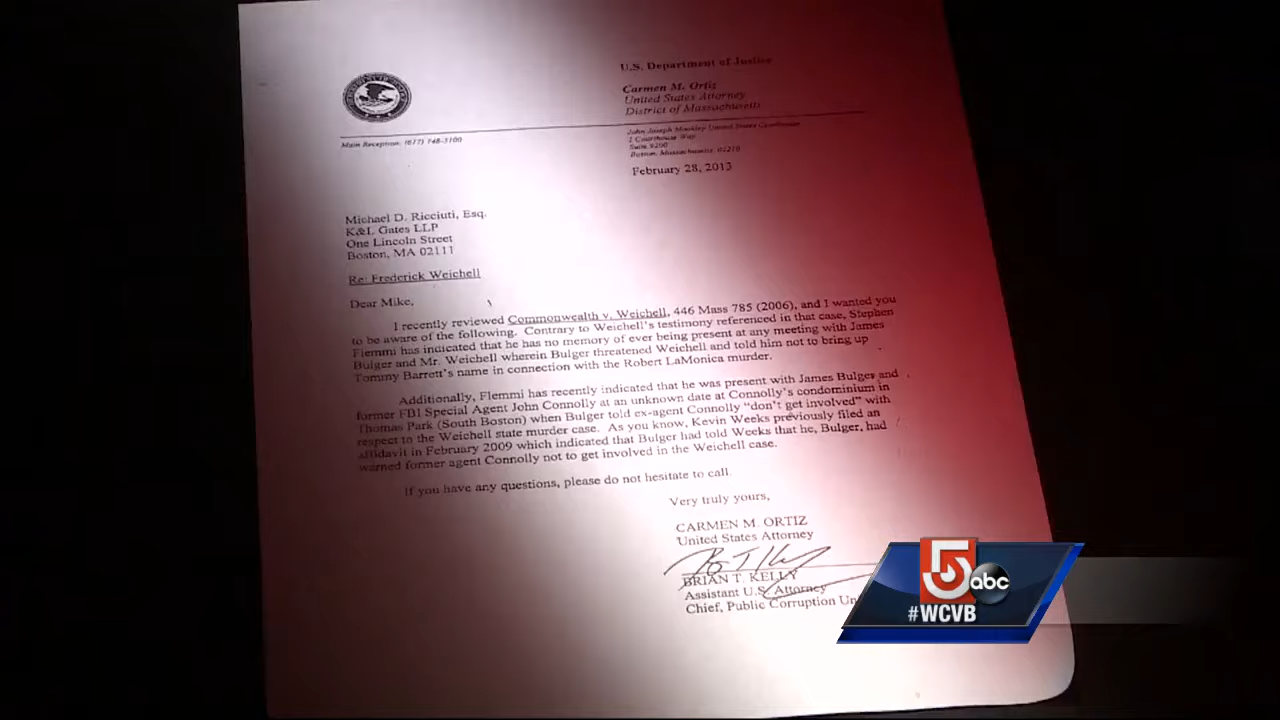 U.S. Department of Justice
Carmen M. Ortiz
United States Attorney
District of Massachusetts
Main Reception: (617) 748-3100
John Joseph Moakley United States Courthouse
1 Courthouse Way
Suite 9200
Boston, Massachusetts 02210
February 28, 2013
Michael D. Ricciuti, Esq.
K&L Gates LLP
One Lincoln Street
Boston, MA 02111
Re: Frederick Weichell
Dear Mike,
I recently reviewed Commonwealth v. Weichell, 446 Mass 785 (2006), and I wanted you
to be aware of the following. Contrary to Weichell's testimony referenced in that case, Stephen
Flemmi has indicated that he has no memory of ever being present at any meeting with James
Bulger and Mr. Weichell wherein Bulger threatened Weichell and told him not to bring up
Tommy Barrett's name in connection with the Robert LaMonica murder.
Additionally, Flemmi has recently indicated that he was present with James Bulger and
former FBI Special Agent John Connolly at an unknown date at Connolly's condominium in
Thomas Park (South Boston) when Bulger told ex-agent Connolly "don't get involved" with
respect to the Weichell state murder case. As you know, Kevin Weeks previously filed an
affidavit in February 2009 which indicated that Bulger had told Weeks that he, Bulger, had
warned former agent Connolly not to get involved in the Weichell case.
If you have any questions, please do not hesitate to call.
Very truly yours,
CARMEN M. ORTIZ
United States Attorney
BRIAN T. KELLY
Assistant U.S. Attorney
Chief, Public Corruption Un
5 abc
#WCVB